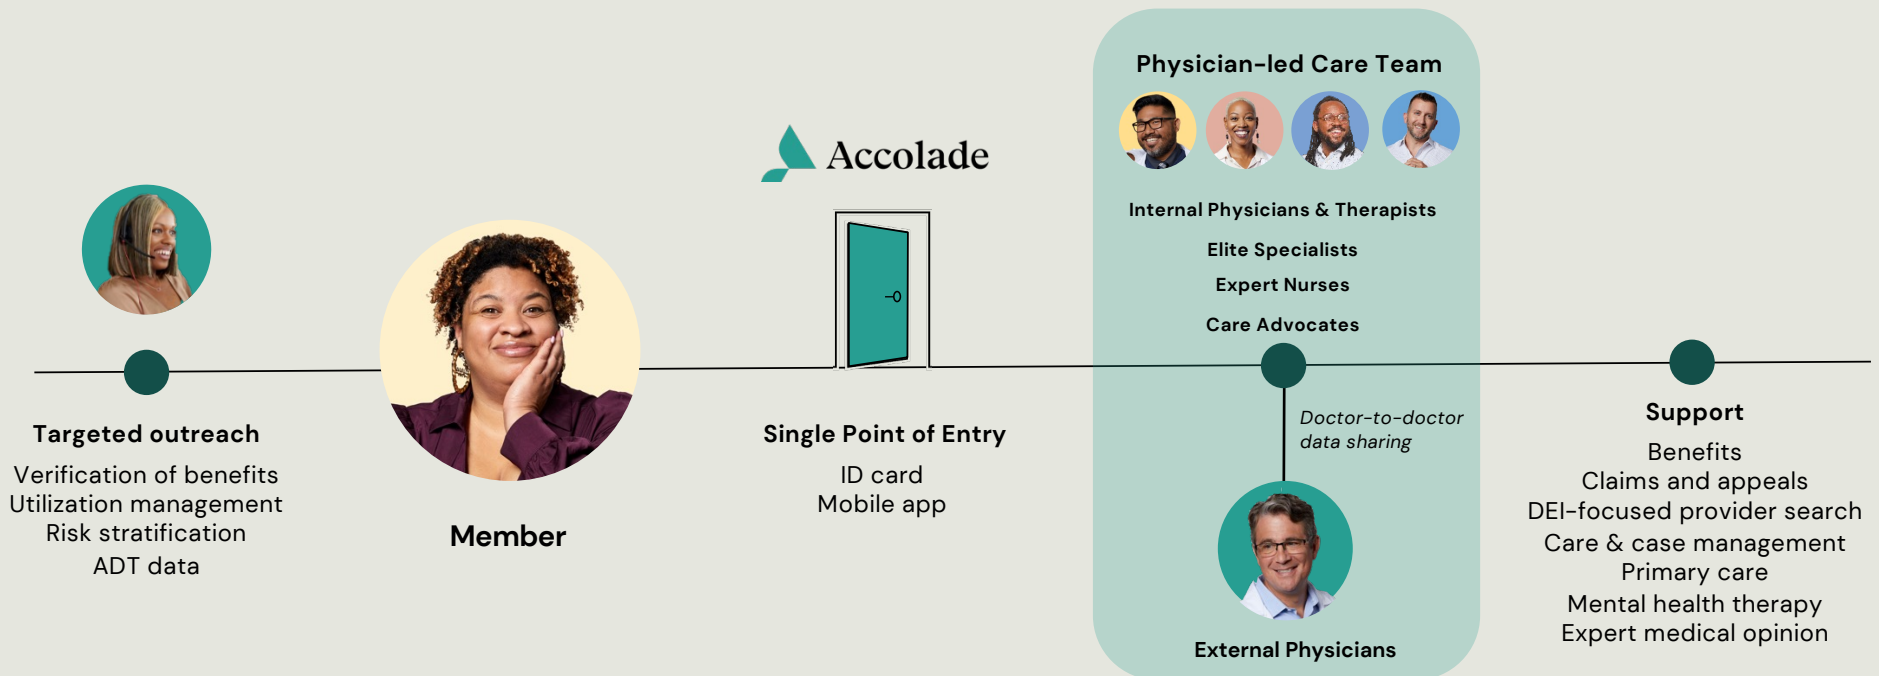 Targeted outreach
Verification of benefits
Utilization management
Risk stratification
ADT data
Member
Accolade
Single Point of Entry
ID card
Mobile app
Physician-led Care Team
Internal Physicians & Therapists
Elite Specialists
Expert Nurses
Care Advocates
Doctor-to-doctor
data sharing
External Physicians
Support
Benefits
Claims and appeals
DEI-focused provider search
Care & case management
Primary care
Mental health therapy
Expert medical opinion